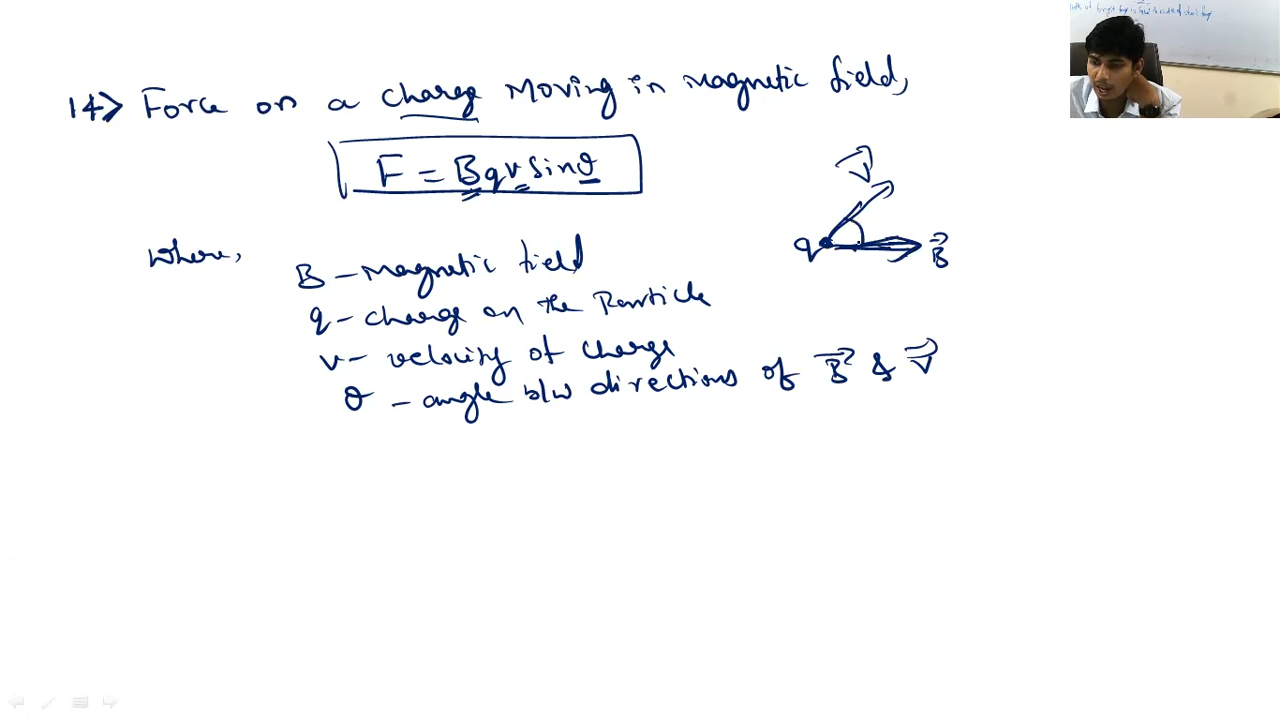 14> Force on a charge moving in magnetic field,
F = Bqv sinθ
V
q
B
where,
B - Magnetic field
q - charge on the Particle
v - velocity of charge
θ - angle b/w directions of B & V